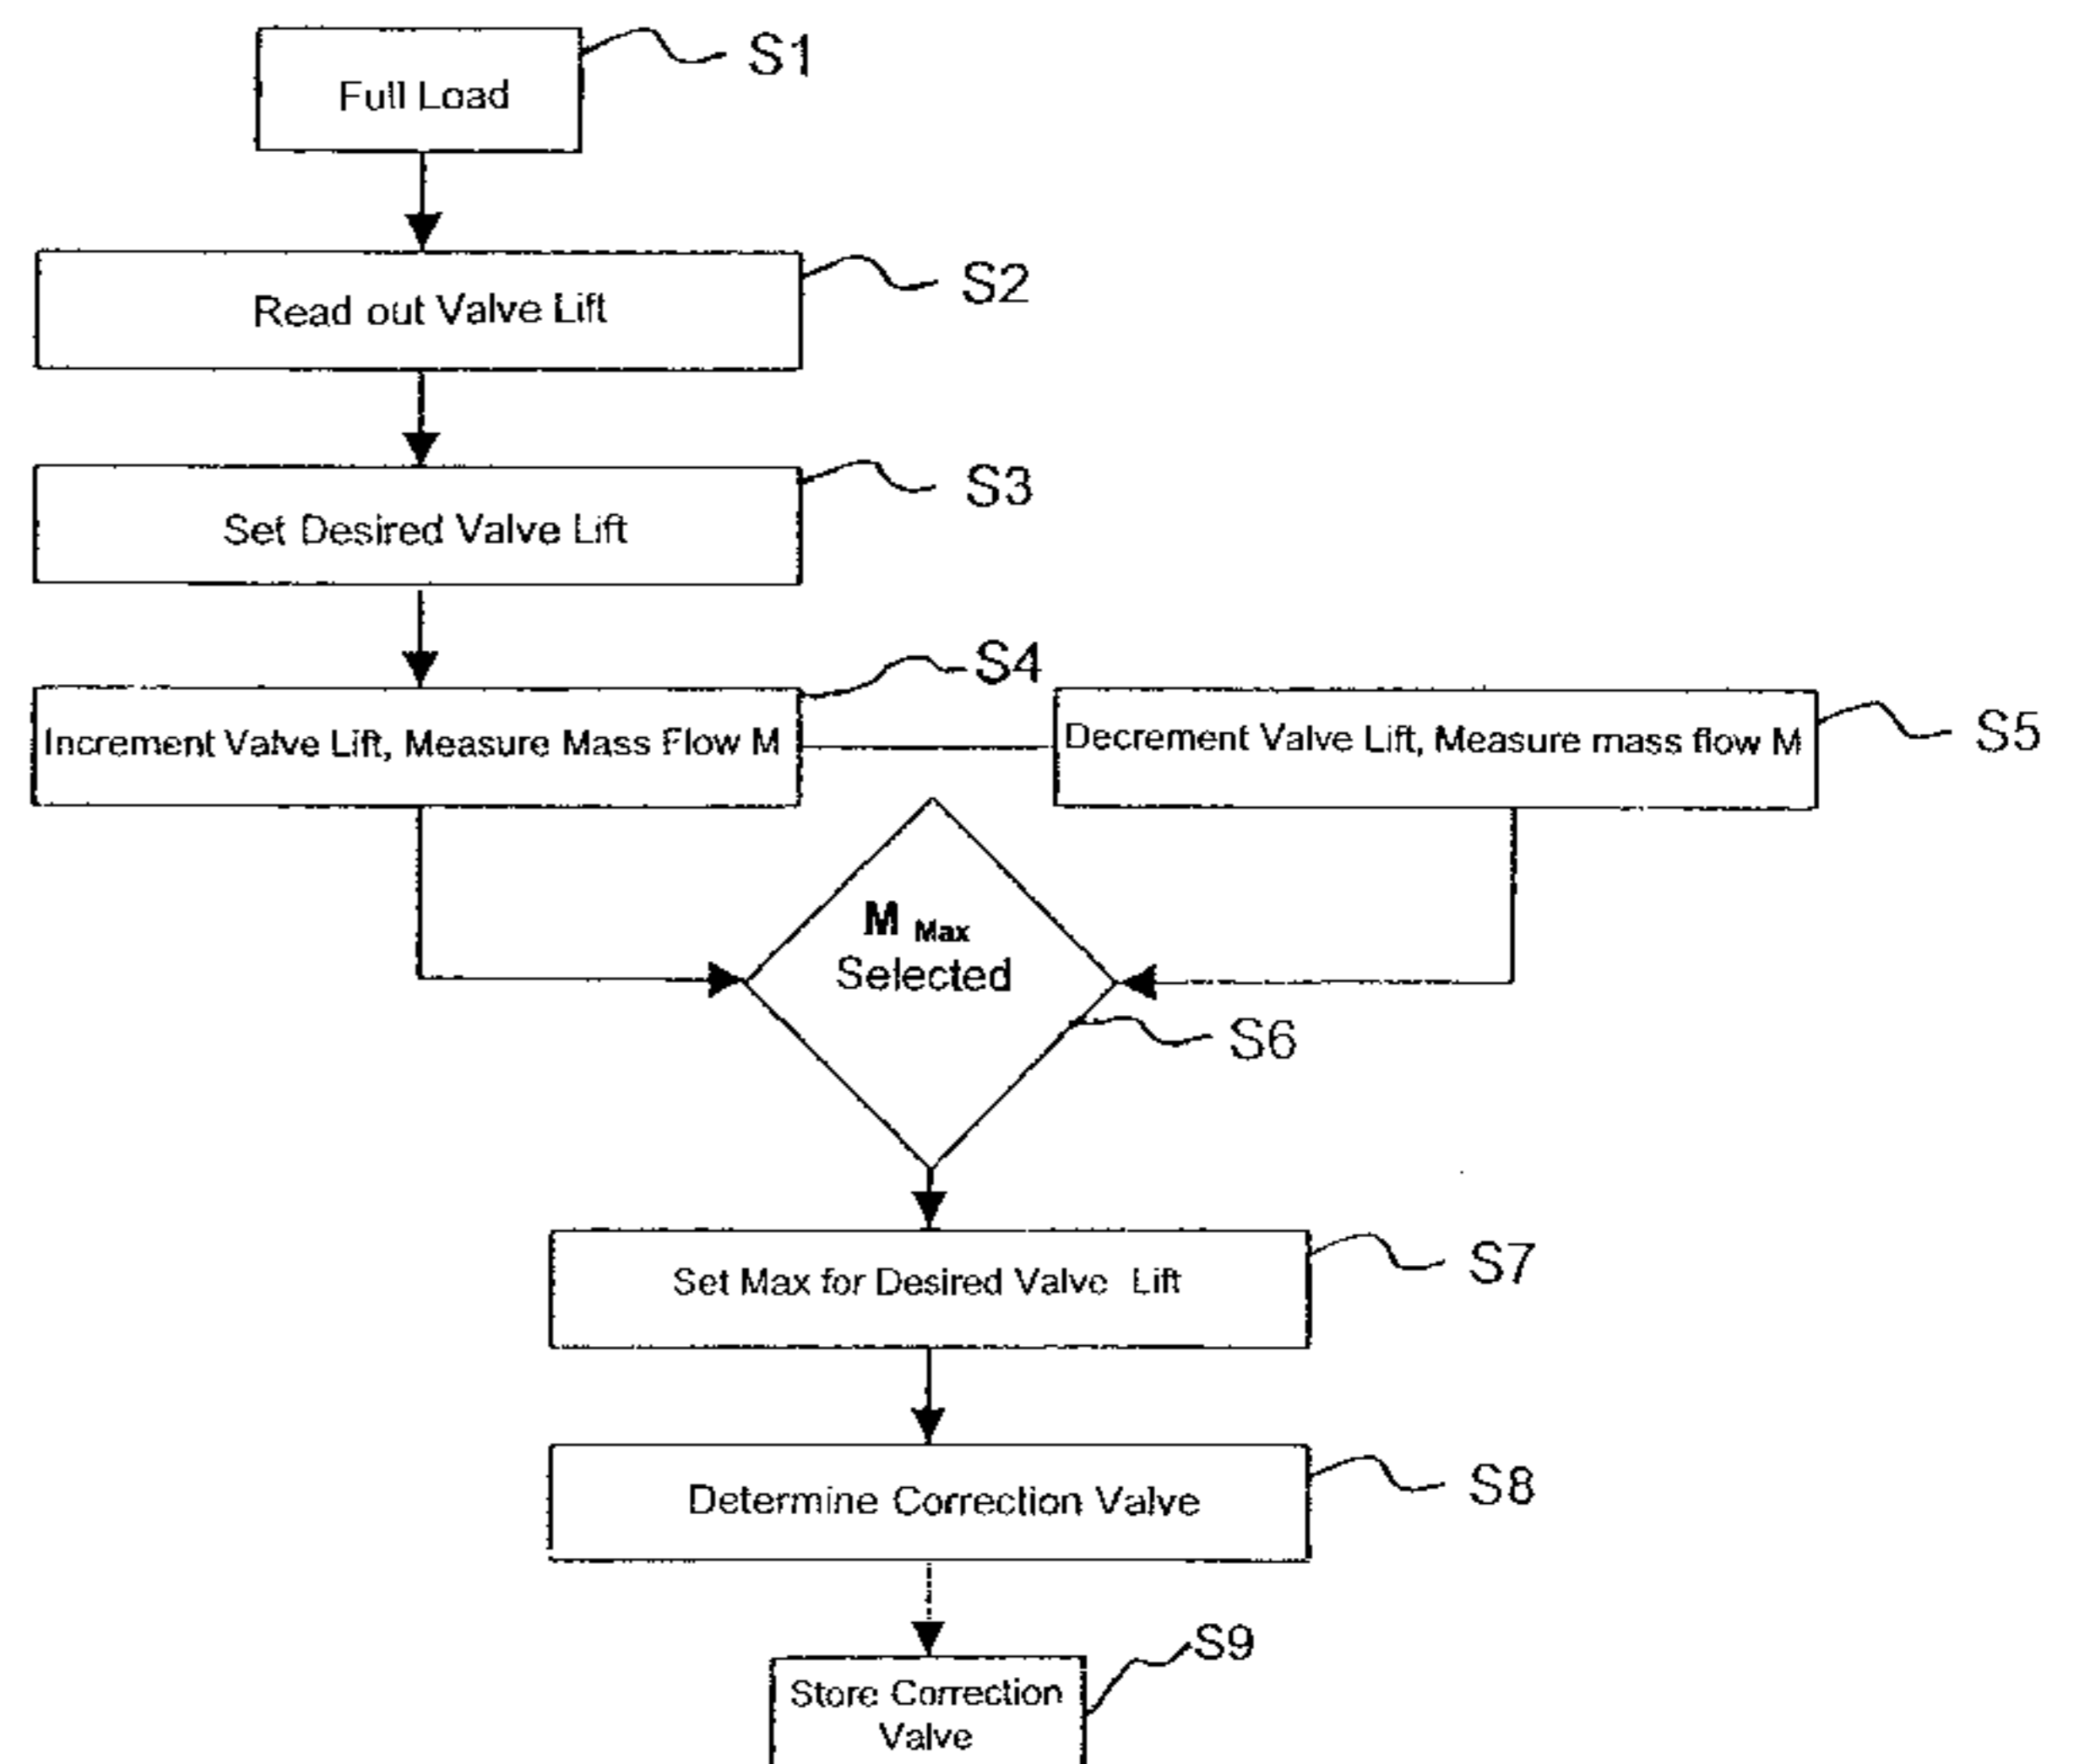 Full Load
S1
Read out Valve Lift
S2
Set Desired Valve Lift
S3
Increment Valve Lift, Measure Mass Flow M
S4
Decrement Valve Lift, Measure mass flow M
S5
M Max
Selected
S6
Set Max for Desired Valve Lift
S7
Determine Correction Valve
S8
Store Correction
Valve
S9